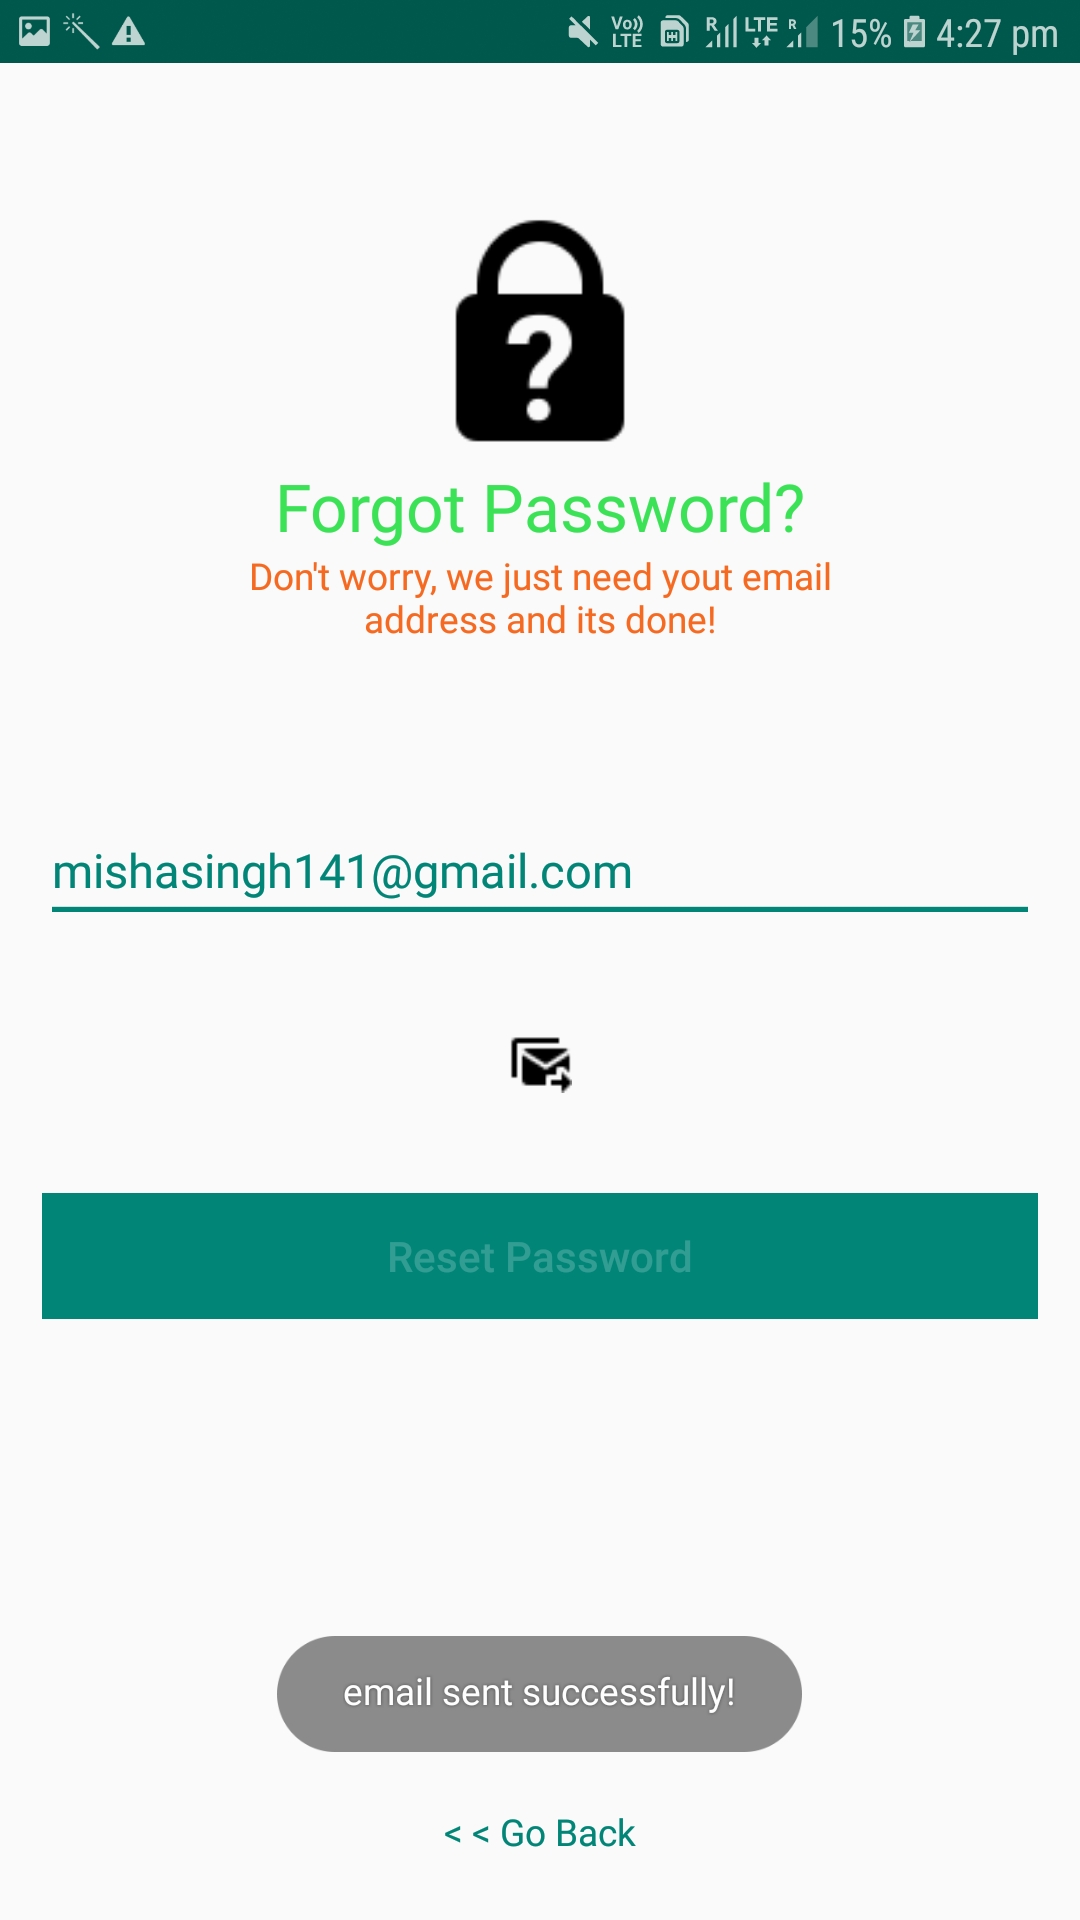 Vo)) LTE R LTE R 15% 4:27 pm
?
Forgot Password?
Don't worry, we just need yout email
address and its done!
mishasingh141@gmail.com
Reset Password
email sent successfully!
< < Go Back